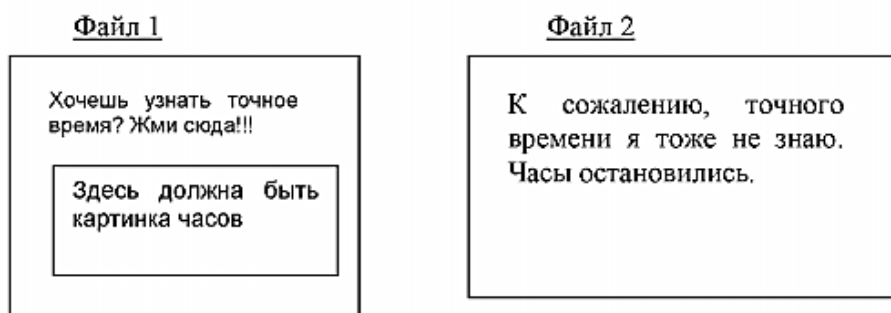 Файл 1
Хочешь узнать точное
время? Жми сюда!!!
Здесь должна быть
картинка часов
Файл 2
К сожалению, точного
времени я тоже не знаю.
Часы остановились.